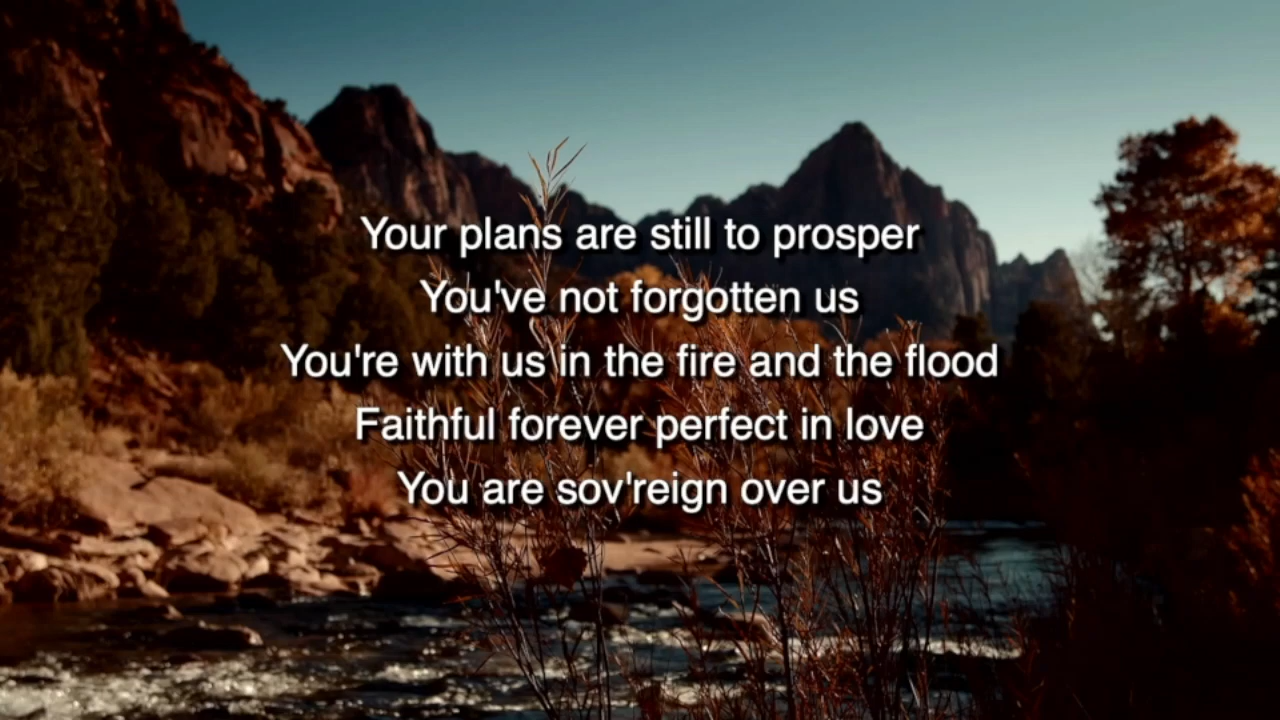 Your plans are still to prosper
You've not forgotten us
You're with us in the fire and the flood
Faithful forever perfect in love
You are sov'reign over us